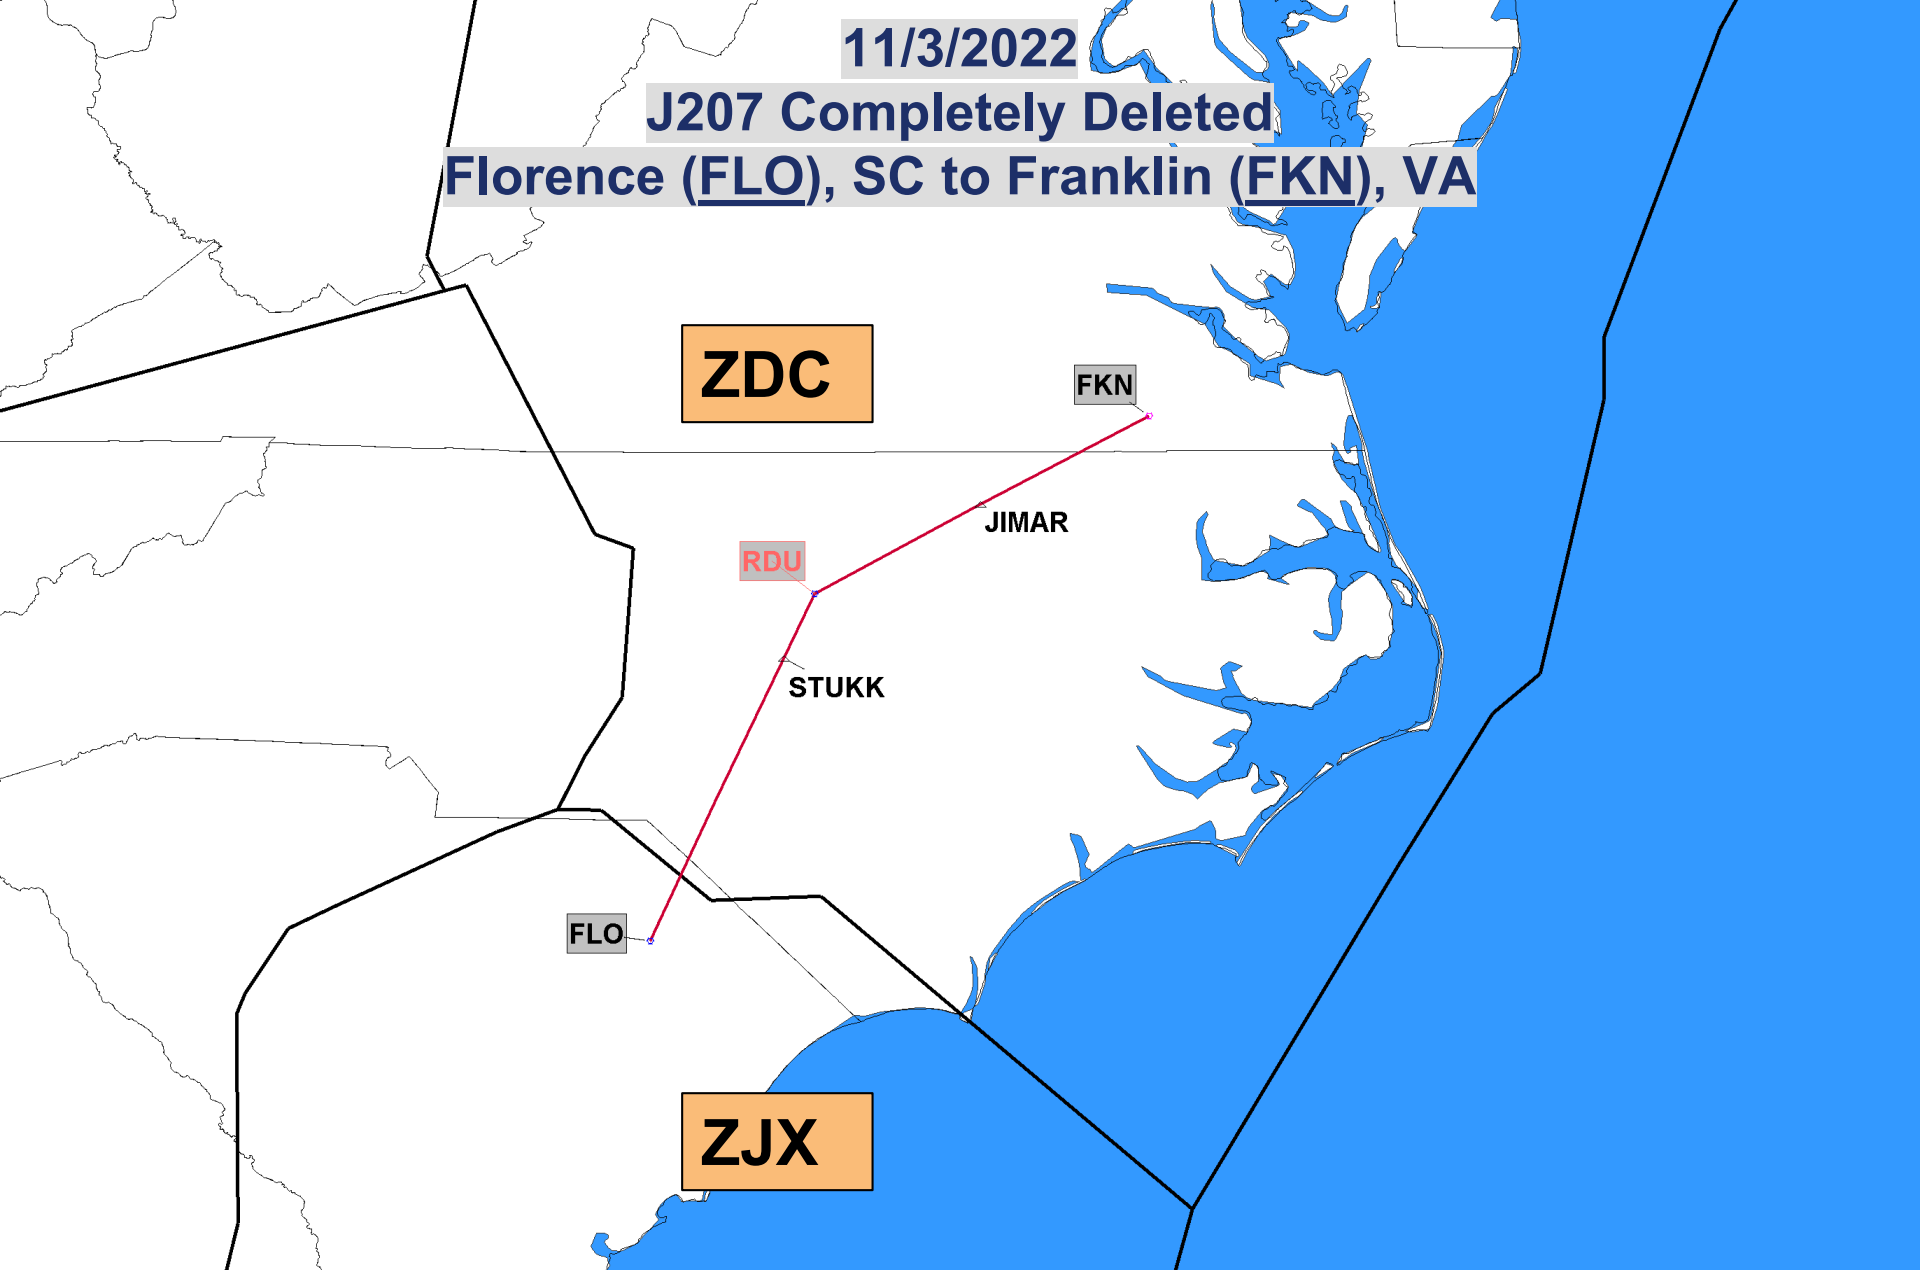 11/3/2022
J207 Completely Deleted
Florence (FLO), SC to Franklin (FKN), VA
ZDC
FKN
JIMAR
RDU
STUKK
FLO
ZJX